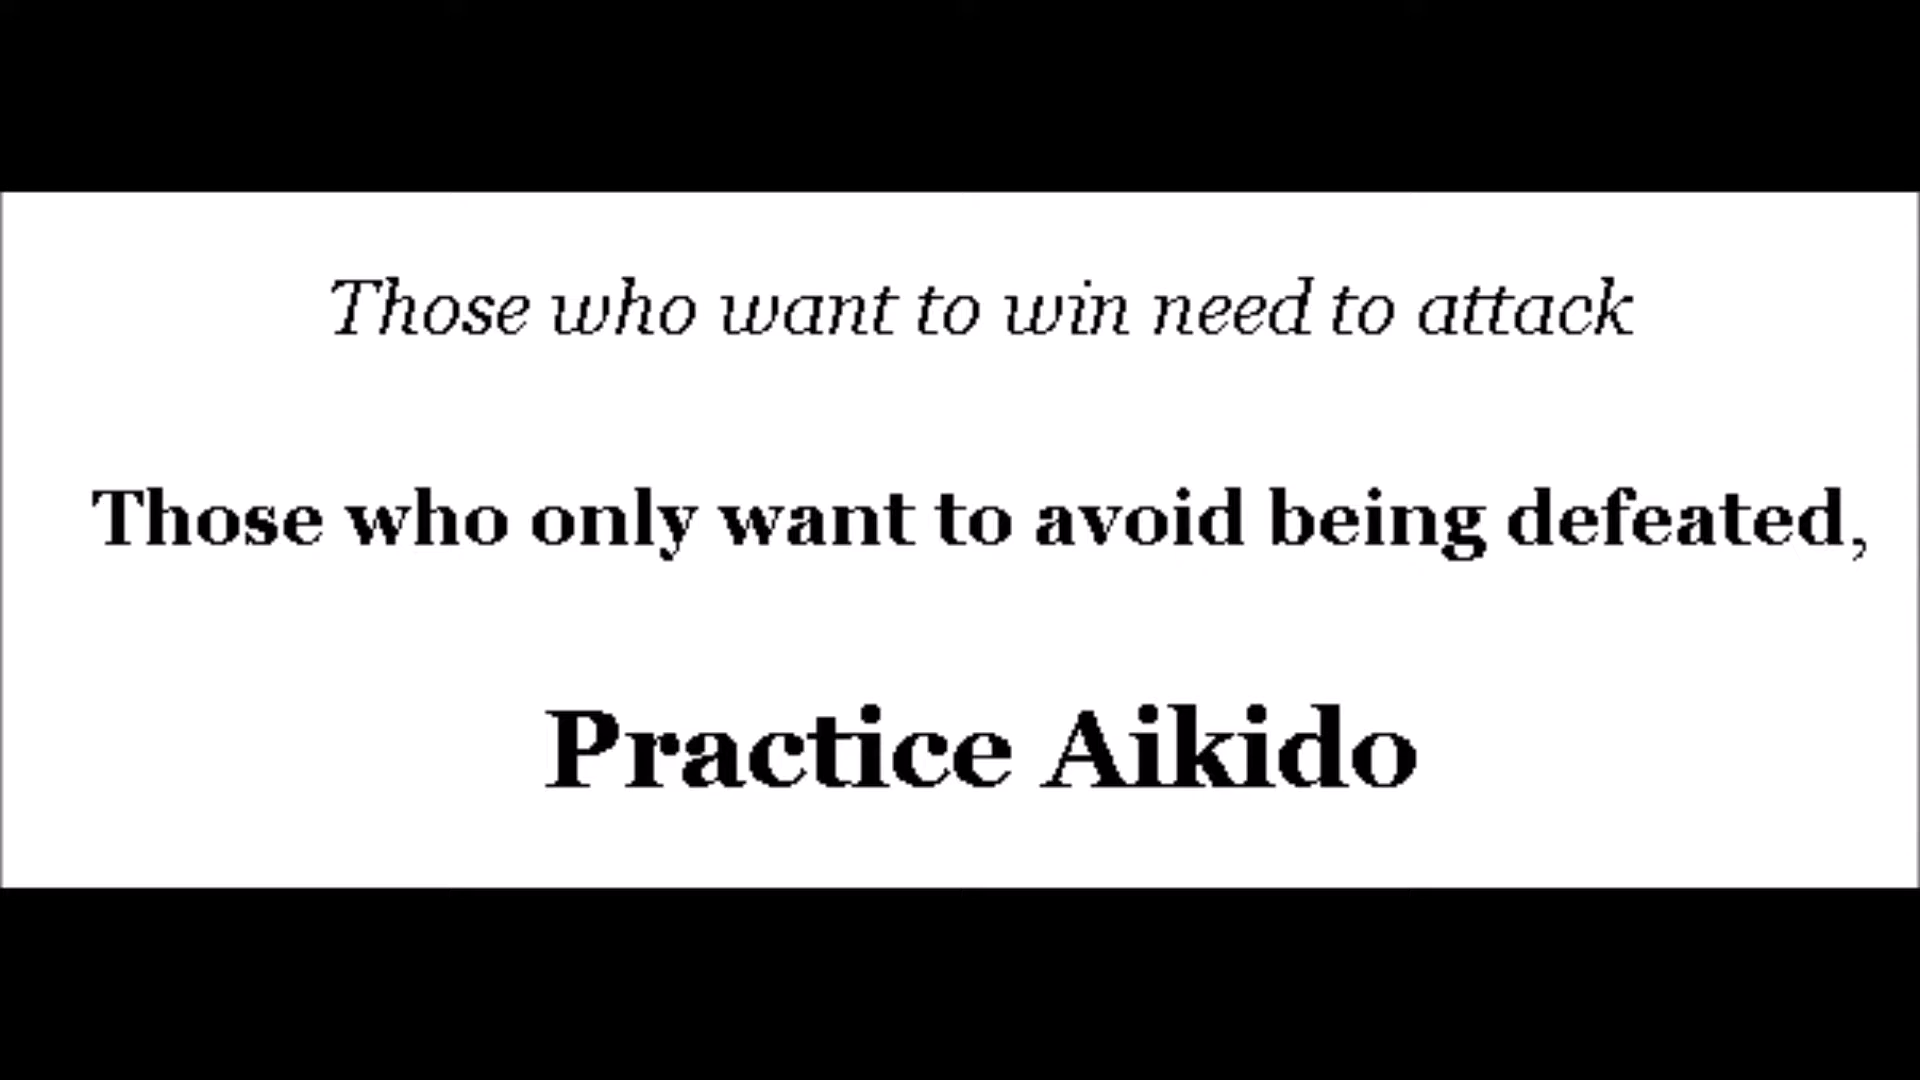 Those who want to win need to attack
Those who only want to avoid being defeated,
Practice Aikido